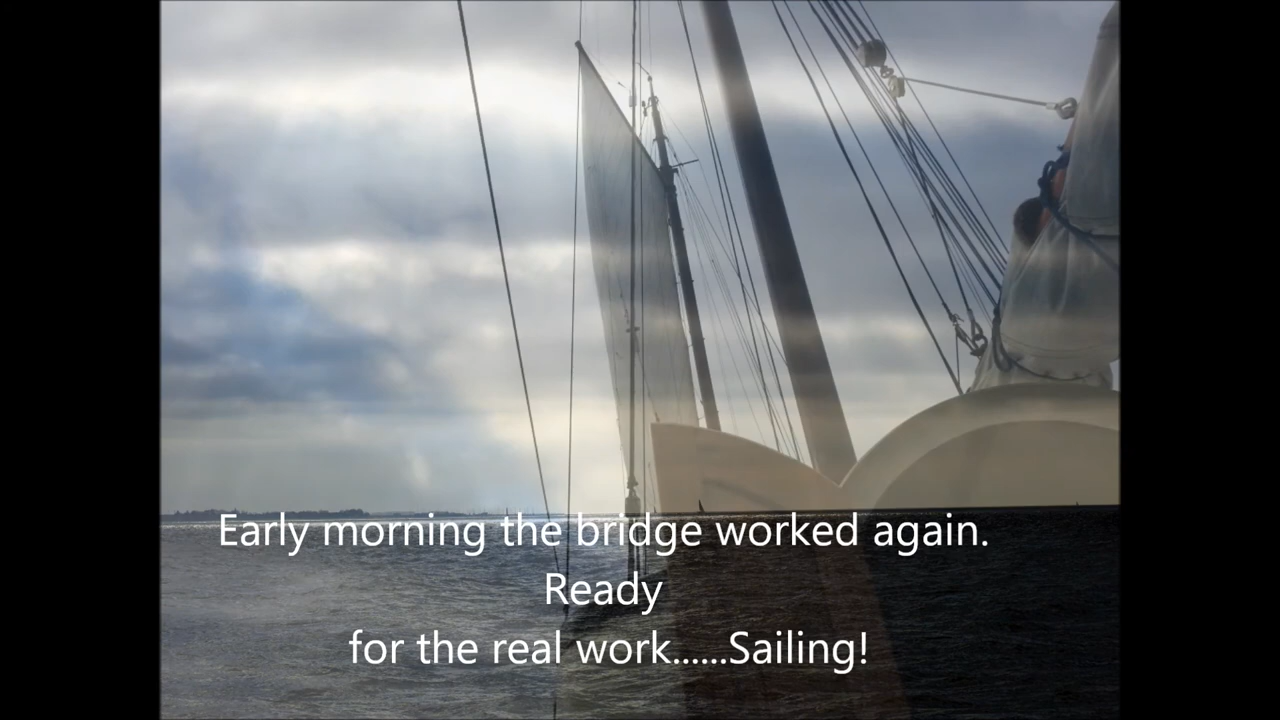 Early morning the bridge worked again.
Ready
for the real work......Sailing!